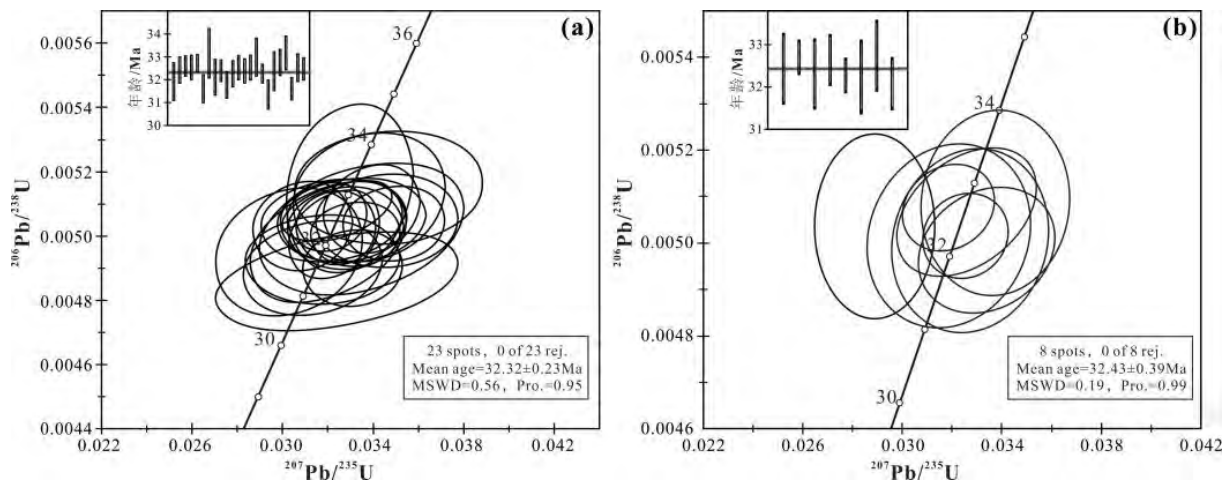 (a)
0.0056
0.0054
0.0052
0.0050
0.0048
0.0046
0.0044
²⁰⁶Pb/²³⁸U
34
33
32
31
30
年龄/Ma
36
34
32
30
23 spots, 0 of 23 rej.
Mean age=32.32±0.23Ma
MSWD=0.56, Pro.=0.95
0.022 0.026 0.030 0.034 0.038 0.042
²⁰⁷Pb/²³⁵U
(b)
0.0054
0.0052
0.0050
0.0048
0.0046
²⁰⁶Pb/²³⁸U
33
32
31
年龄/Ma
34
32
30
8 spots, 0 of 8 rej.
Mean age=32.43±0.39Ma
MSWD=0.19, Pro.=0.99
0.022 0.026 0.030 0.034 0.038 0.042
²⁰⁷Pb/²³⁵U